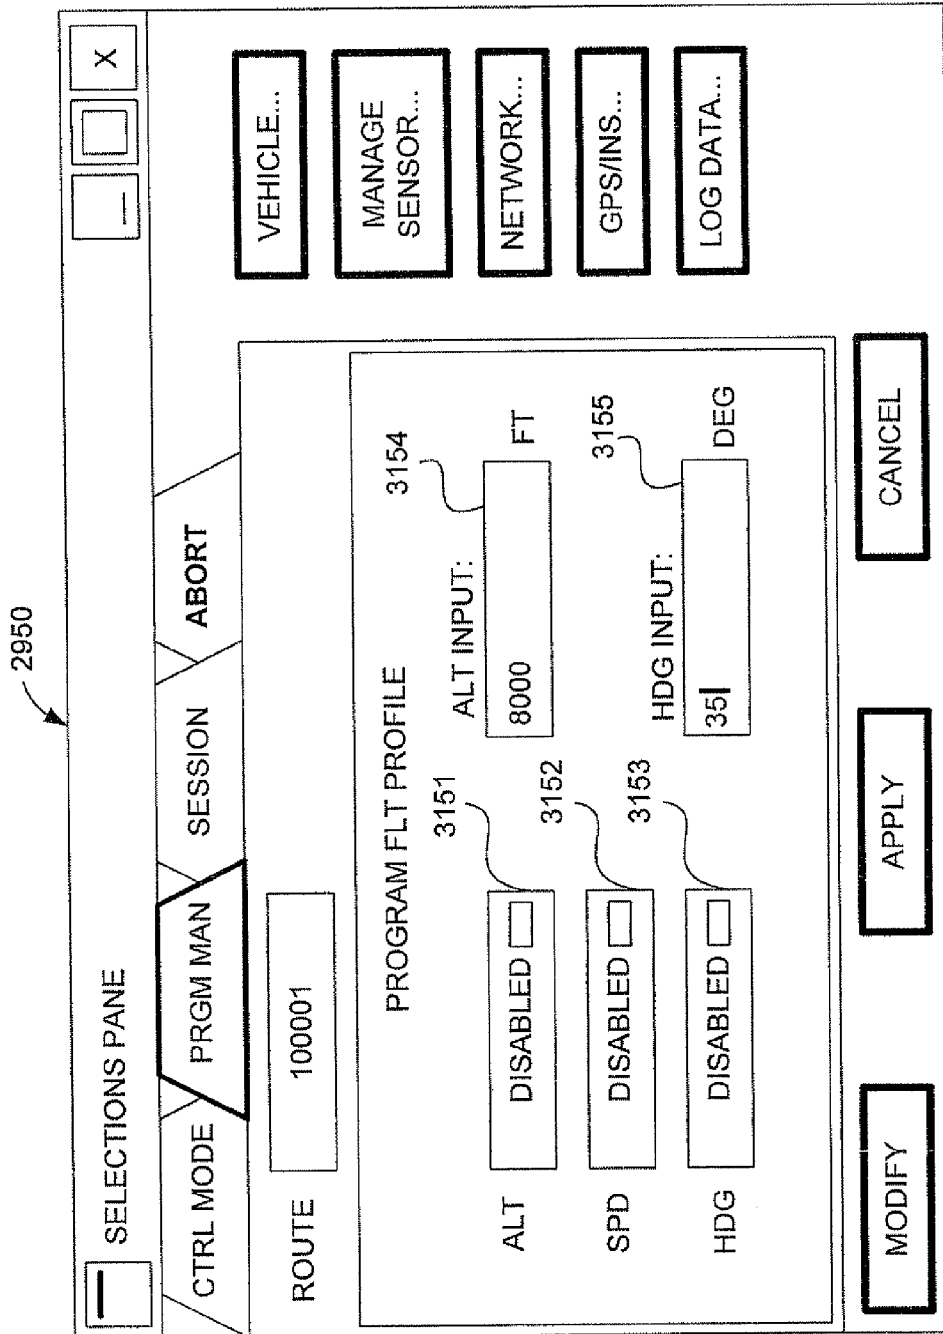 2950
SELECTIONS PANE
X
CTRL MODE
PRGM MAN
SESSION
ABORT
ROUTE
100001
VEHICLE...
MANAGE
SENSOR...
NETWORK...
GPS/INS...
LOG DATA...
PROGRAM FLT PROFILE
ALT
DISABLED
3151
ALT INPUT:
8000
FT
3154
SPD
DISABLED
3152
HDG
DISABLED
3153
HDG INPUT:
35
DEG
3155
MODIFY
APPLY
CANCEL